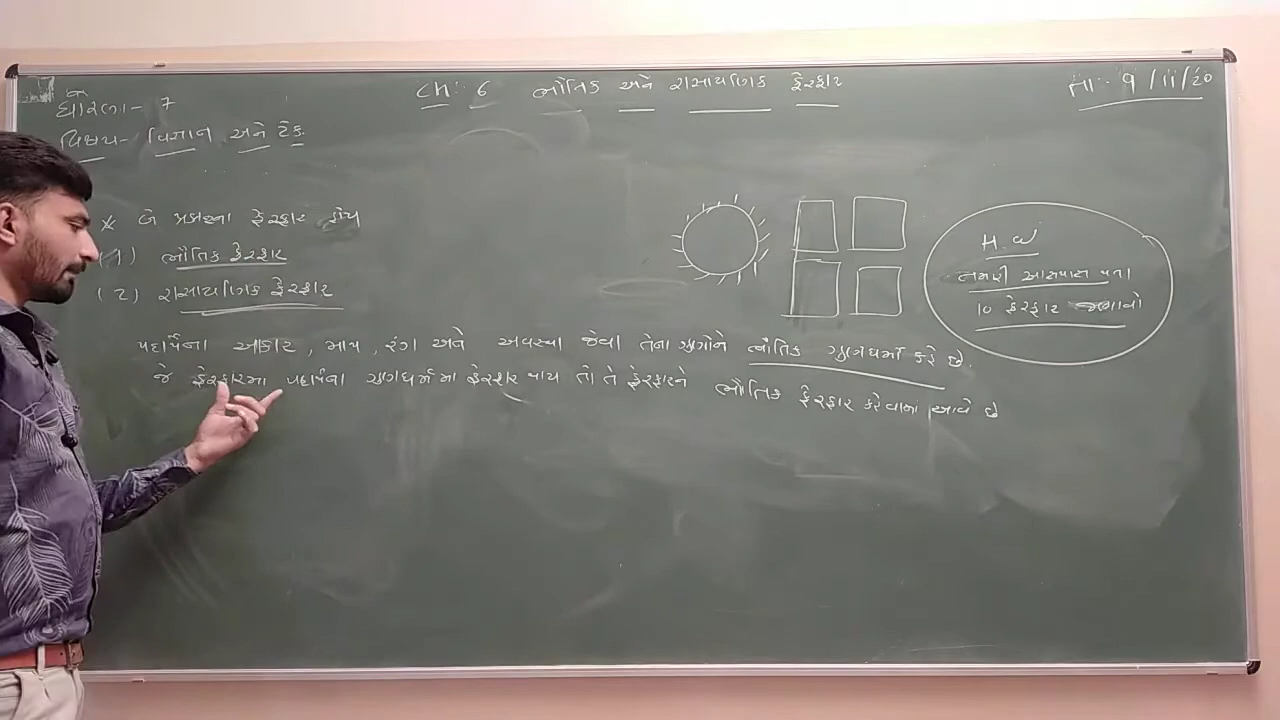 ધોરણ - 7
CH : 6 ભૌતિક અને રાસાયણિક ફેરફાર
તા - 9/11/20
વિષય - વિજ્ઞાન અને ટેક.
* બે પ્રકારના ફેરફાર હોય
(1) ભૌતિક ફેરફાર
(2) રાસાયણિક ફેરફાર
પદાર્થના આકાર, માપ, રંગ અને અવસ્થા જેવા તેના ગુણોને ભૌતિક ગુણધર્મો કહે છે.
જે ફેરફારમા પદાર્થના ગુણધર્મમા ફેરફાર થાય તો તે ફેરફારને ભૌતિક ફેરફાર કહેવામાં આવે છે
H.W
તમારી આસપાસ થતા
10 ફેરફાર જણાવો